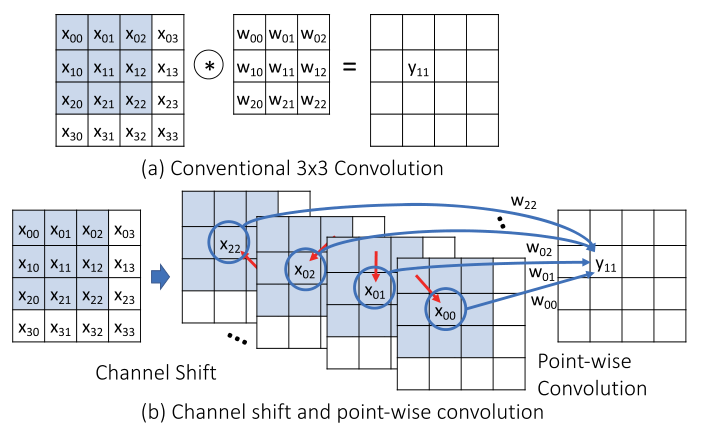 x00 x01 x02 x03
x10 x11 x12 x13
x20 x21 x22 x23
x30 x31 x32 x33
*
w00 w01 w02
w10 w11 w12
w20 w21 w22
=
y11
(a) Conventional 3x3 Convolution
x00 x01 x02 x03
x10 x11 x12 x13
x20 x21 x22 x23
x30 x31 x32 x33
x22
x02
x01
x00
w22
w02
w01
w00
y11
Channel Shift
Point-wise
Convolution
(b) Channel shift and point-wise convolution